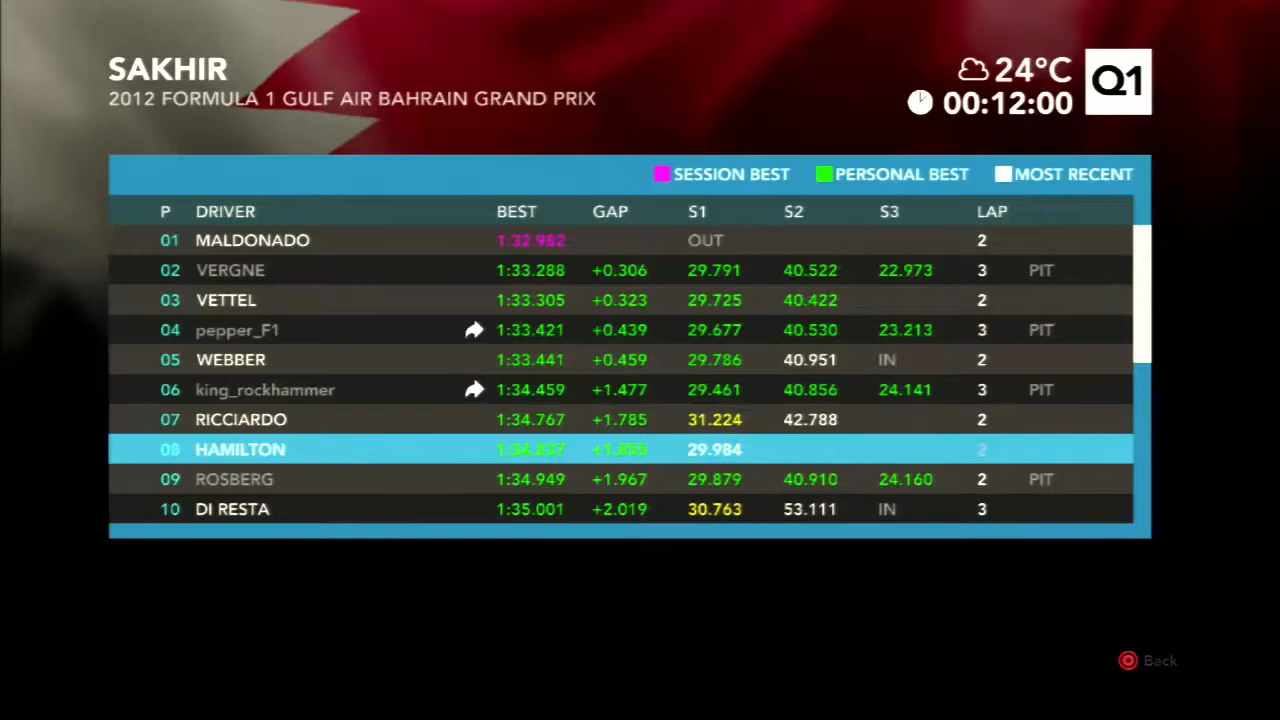 SAKHIR
2012 FORMULA 1 GULF AIR BAHRAIN GRAND PRIX
24°C
00:12:00
Q1
SESSION BEST PERSONAL BEST MOST RECENT
P DRIVER BEST GAP S1 S2 S3 LAP
01 MALDONADO 1:32.982 OUT 2
02 VERGNE 1:33.288 +0.306 29.791 40.522 22.973 3 PIT
03 VETTEL 1:33.305 +0.323 29.725 40.422 2
04 pepper_F1 1:33.421 +0.439 29.677 40.530 23.213 3 PIT
05 WEBBER 1:33.441 +0.459 29.786 40.951 IN 2
06 king_rockhammer 1:34.459 +1.477 29.461 40.856 24.141 3 PIT
07 RICCIARDO 1:34.767 +1.785 31.224 42.788 2
08 HAMILTON 29.984 2
09 ROSBERG 1:34.949 +1.967 29.879 40.910 24.160 2 PIT
10 DI RESTA 1:35.001 +2.019 30.763 53.111 IN 3
Back